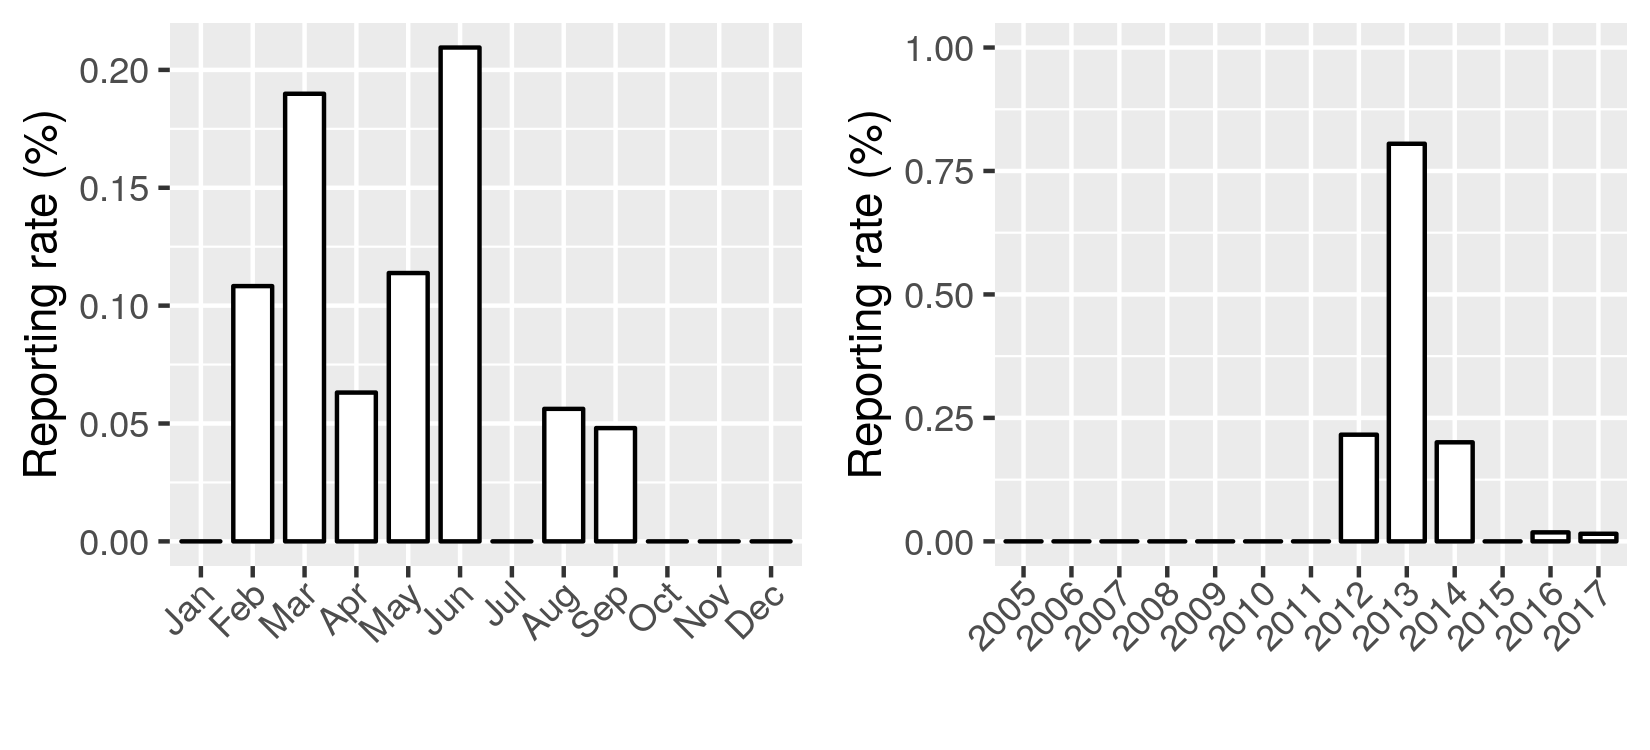 Reporting rate (%)
0.20
0.15
0.10
0.05
0.00
Jan Feb Mar Apr May Jun Jul Aug Sep Oct Nov Dec
Reporting rate (%)
1.00
0.75
0.50
0.25
0.00
2005 2006 2007 2008 2009 2010 2011 2012 2013 2014 2015 2016 2017